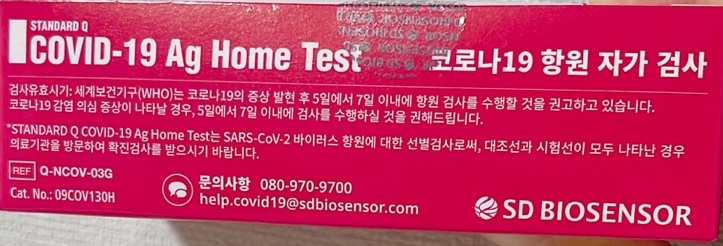 STANDARD Q
COVID-19 Ag Home Test 코로나19 항원 자가 검사
검사유효시기: 세계보건기구(WHO)는 코로나19의 증상 발현 후 5일에서 7일 이내에 항원 검사를 수행할 것을 권고하고 있습니다.
코로나19 감염 의심 증상이 나타날 경우, 5일에서 7일 이내에 검사를 수행하실 것을 권해드립니다.
*STANDARD Q COVID-19 Ag Home Test는 SARS-CoV-2 바이러스 항원에 대한 선별검사로써, 대조선과 시험선이 모두 나타난 경우
의료기관을 방문하여 확진검사를 받으시기 바랍니다.
REF Q-NCOV-03G
Cat. No.: 09COV130H
문의사항 080-970-9700
help.covid19@sdbiosensor.com
SD BIOSENSOR